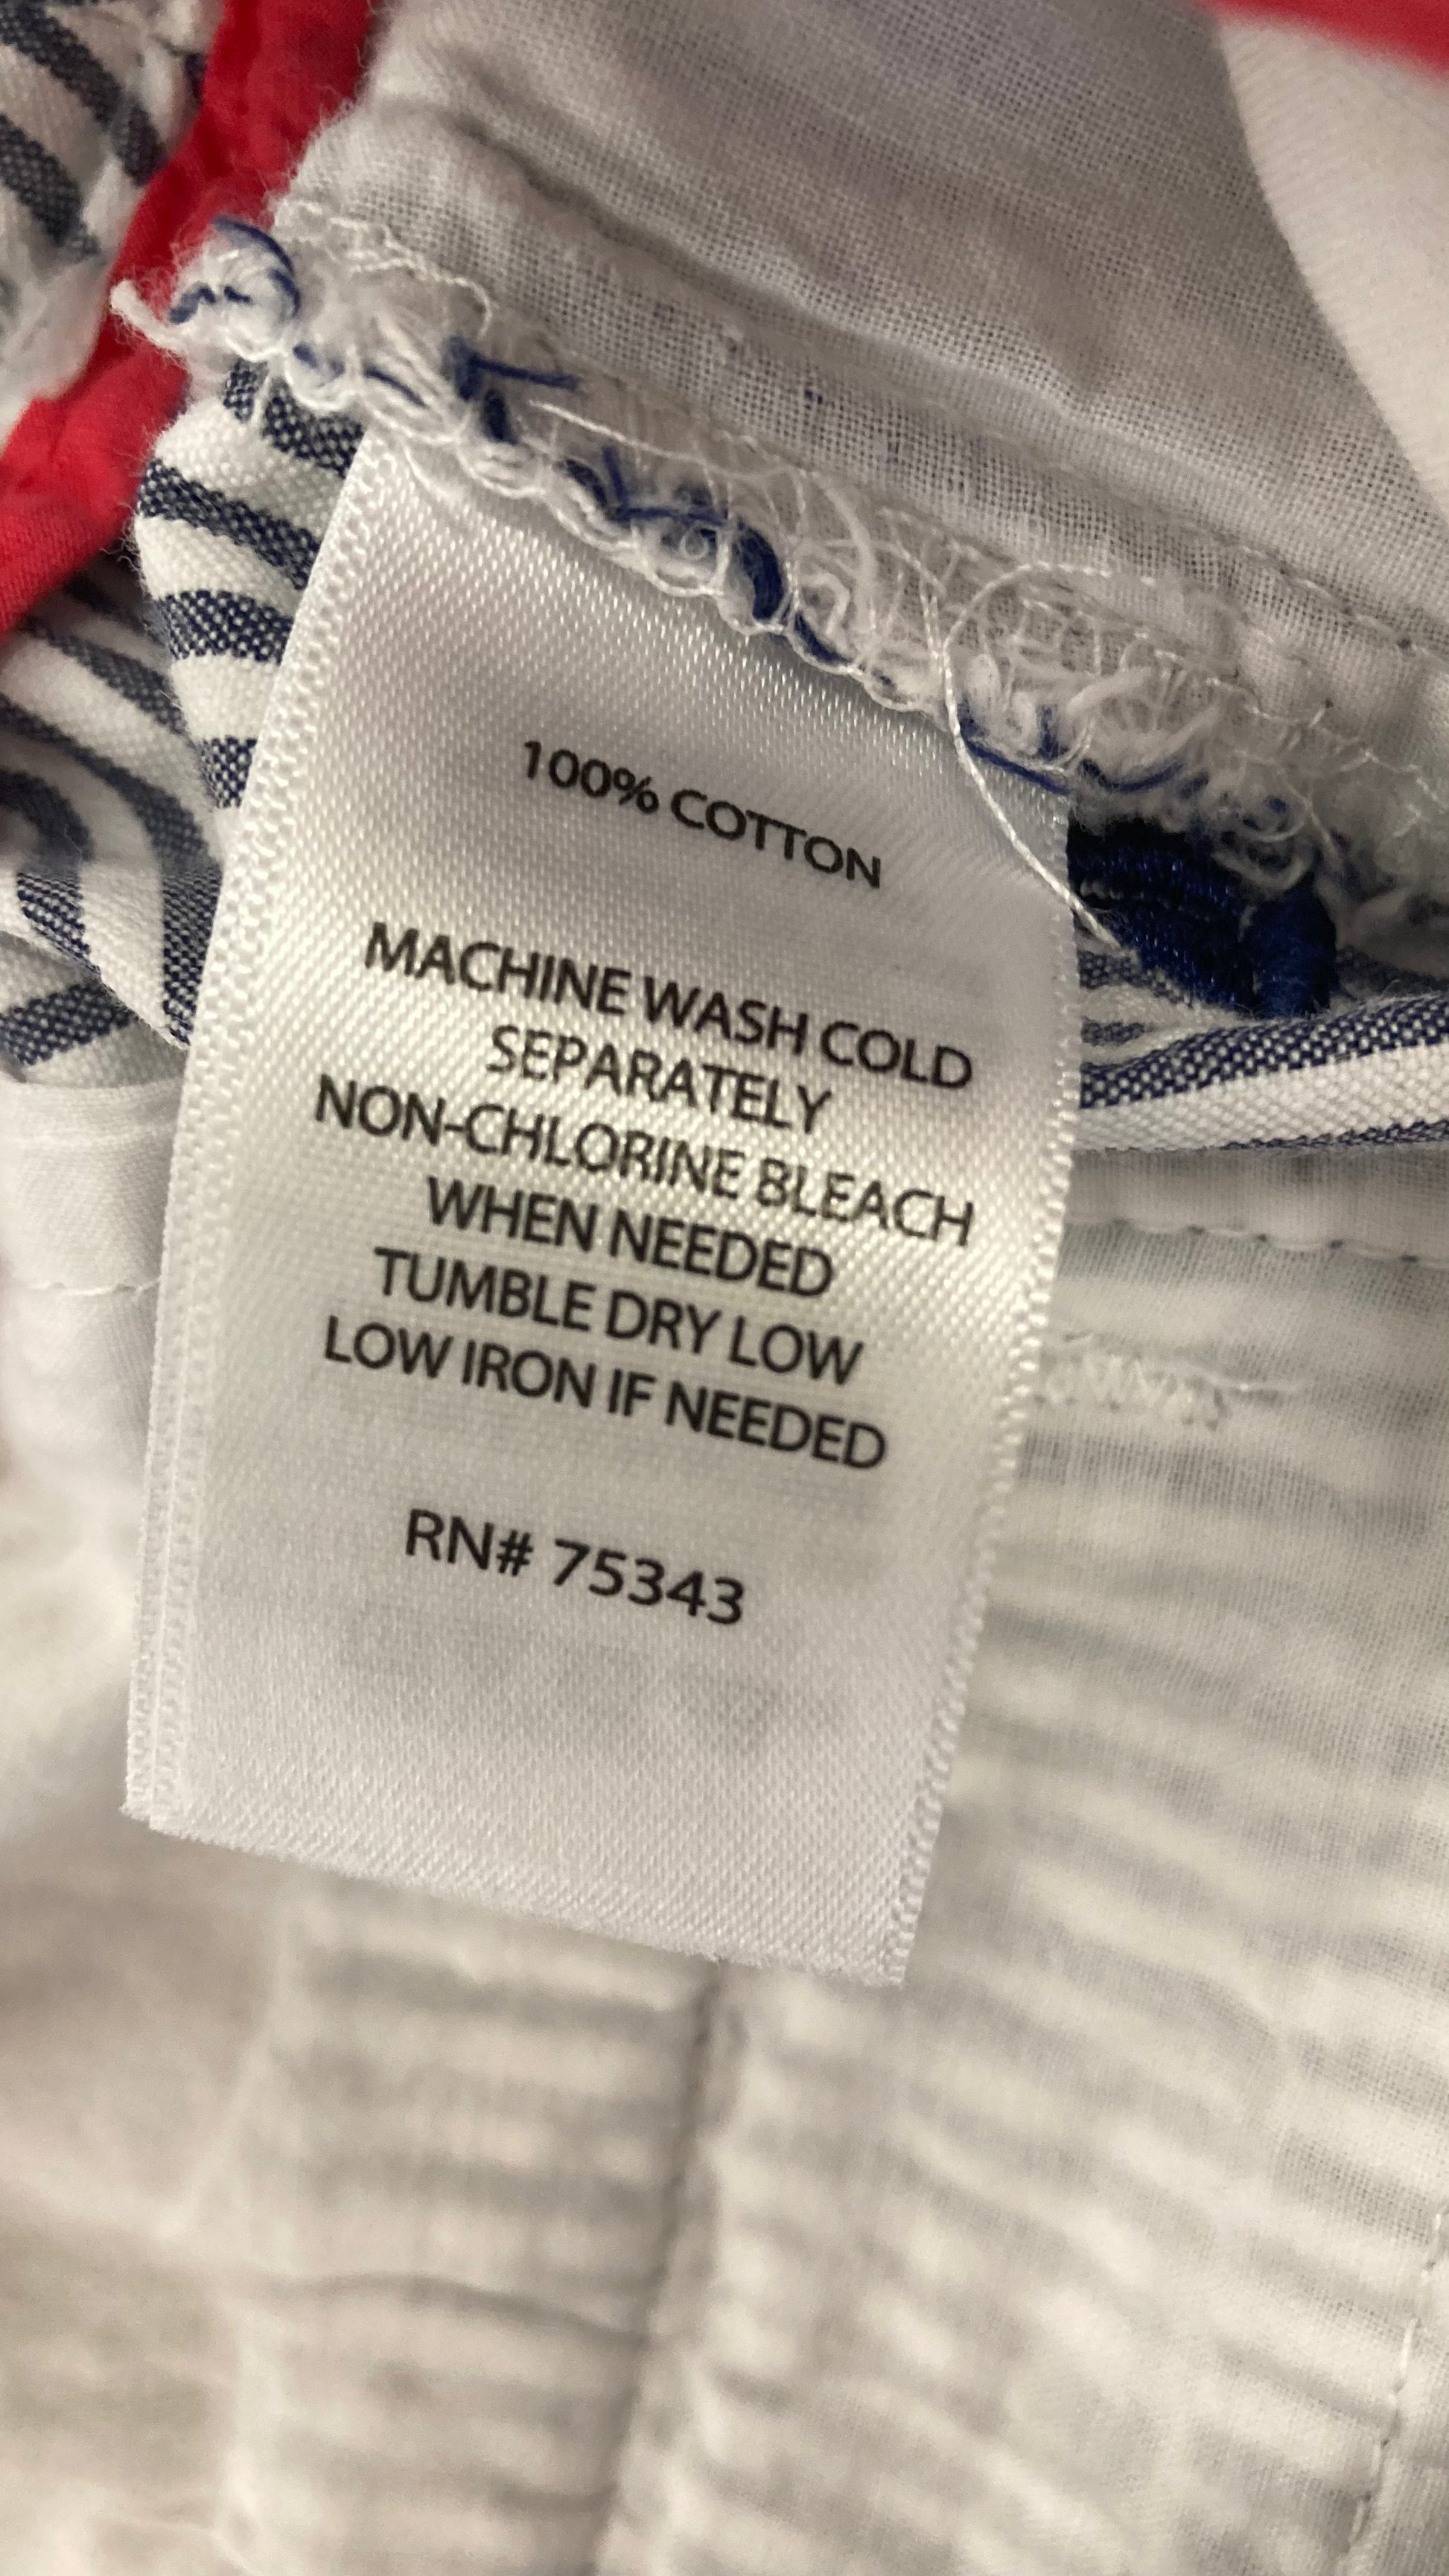 100% COTTON
MACHINE WASH COLD
SEPARATELY
NON-CHLORINE BLEACH
WHEN NEEDED
TUMBLE DRY LOW
LOW IRON IF NEEDED
RN# 75343